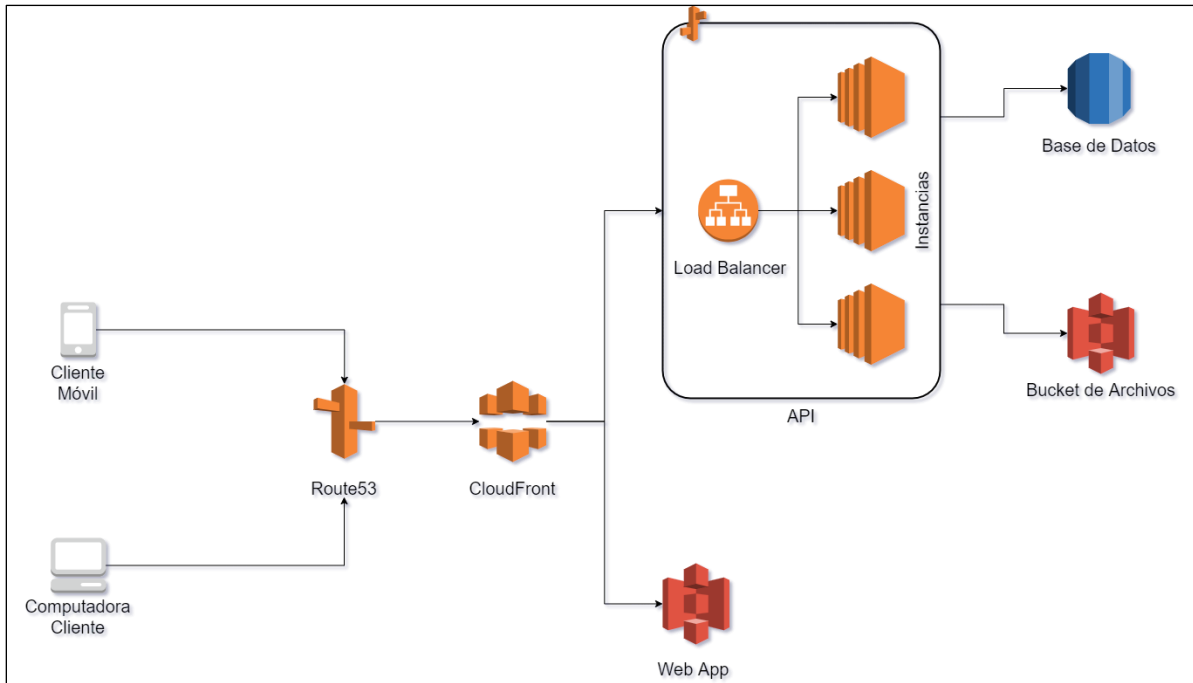 Base de Datos
Instancias
Load Balancer
Cliente
Móvil
Bucket de Archivos
API
Route53
CloudFront
Computadora
Cliente
Web App